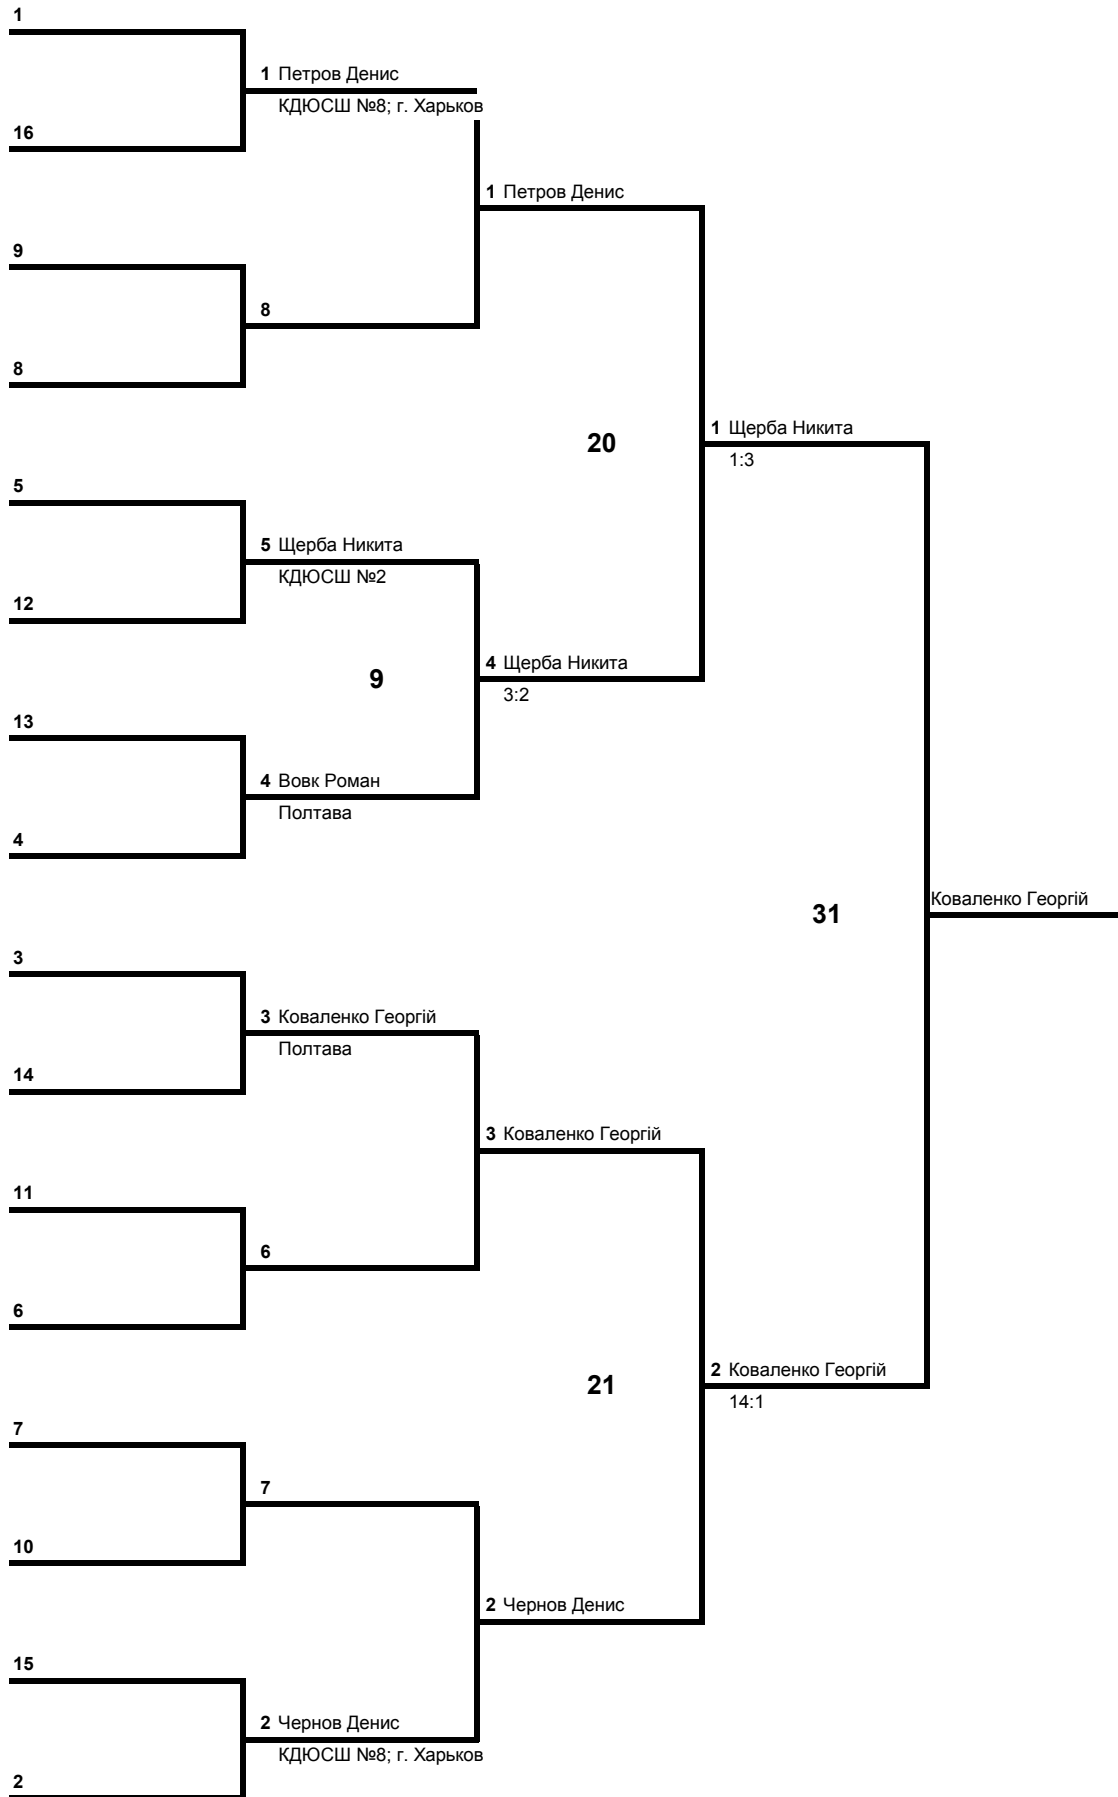 1
1 Петров Денис
КДЮСШ №8; г. Харьков
16
1 Петров Денис
9
8
8
20
1 Щерба Никита
1:3
5
5 Щерба Никита
КДЮСШ №2
12
9
4 Щерба Никита
3:2
13
4 Вовк Роман
Полтава
4
31
Коваленко Георгій
3
3 Коваленко Георгій
Полтава
14
3 Коваленко Георгій
11
6
6
21
2 Коваленко Георгій
14:1
7
7
10
2 Чернов Денис
15
2 Чернов Денис
КДЮСШ №8; г. Харьков
2